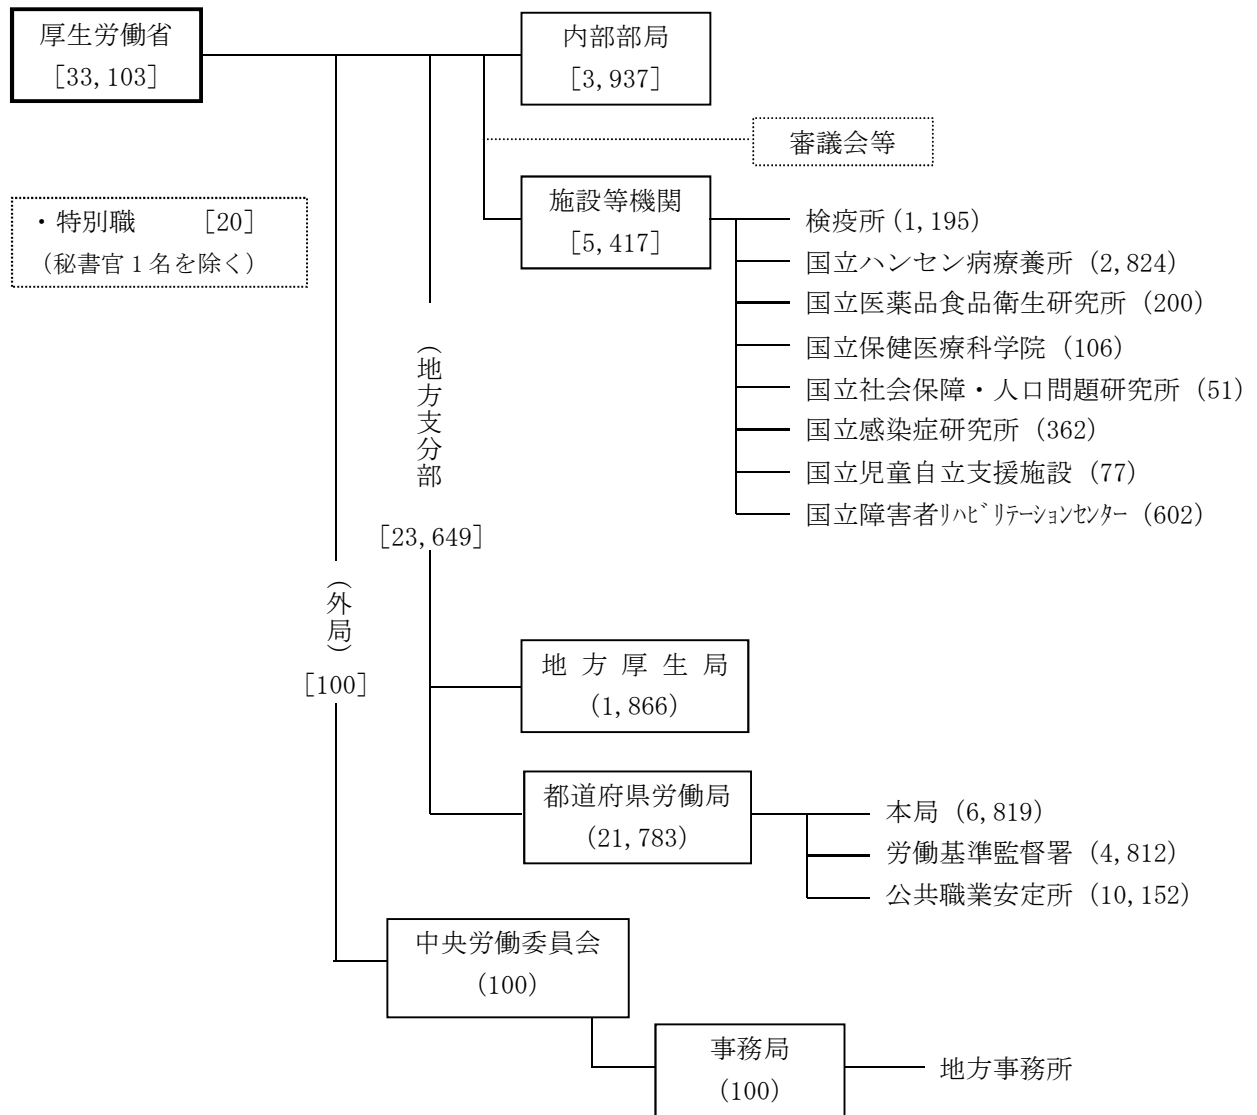 厚生労働省
[33,103]
内部部局
[3,937]
審議会等
施設等機関
[5,417]
・特別職 [20]
(秘書官1名を除く)
検疫所(1,195)
国立ハンセン病療養所(2,824)
国立医薬品食品衛生研究所(200)
国立保健医療科学院(106)
国立社会保障・人口問題研究所(51)
国立感染症研究所(362)
国立児童自立支援施設(77)
国立障害者ﾘﾊﾋﾞﾘﾃｰｼｮﾝｾﾝﾀｰ(602)
(地方支分部)
[23,649]
(外局)
[100]
地方厚生局
(1,866)
都道府県労働局
(21,783)
本局(6,819)
労働基準監督署(4,812)
公共職業安定所(10,152)
中央労働委員会
(100)
事務局
(100)
地方事務所